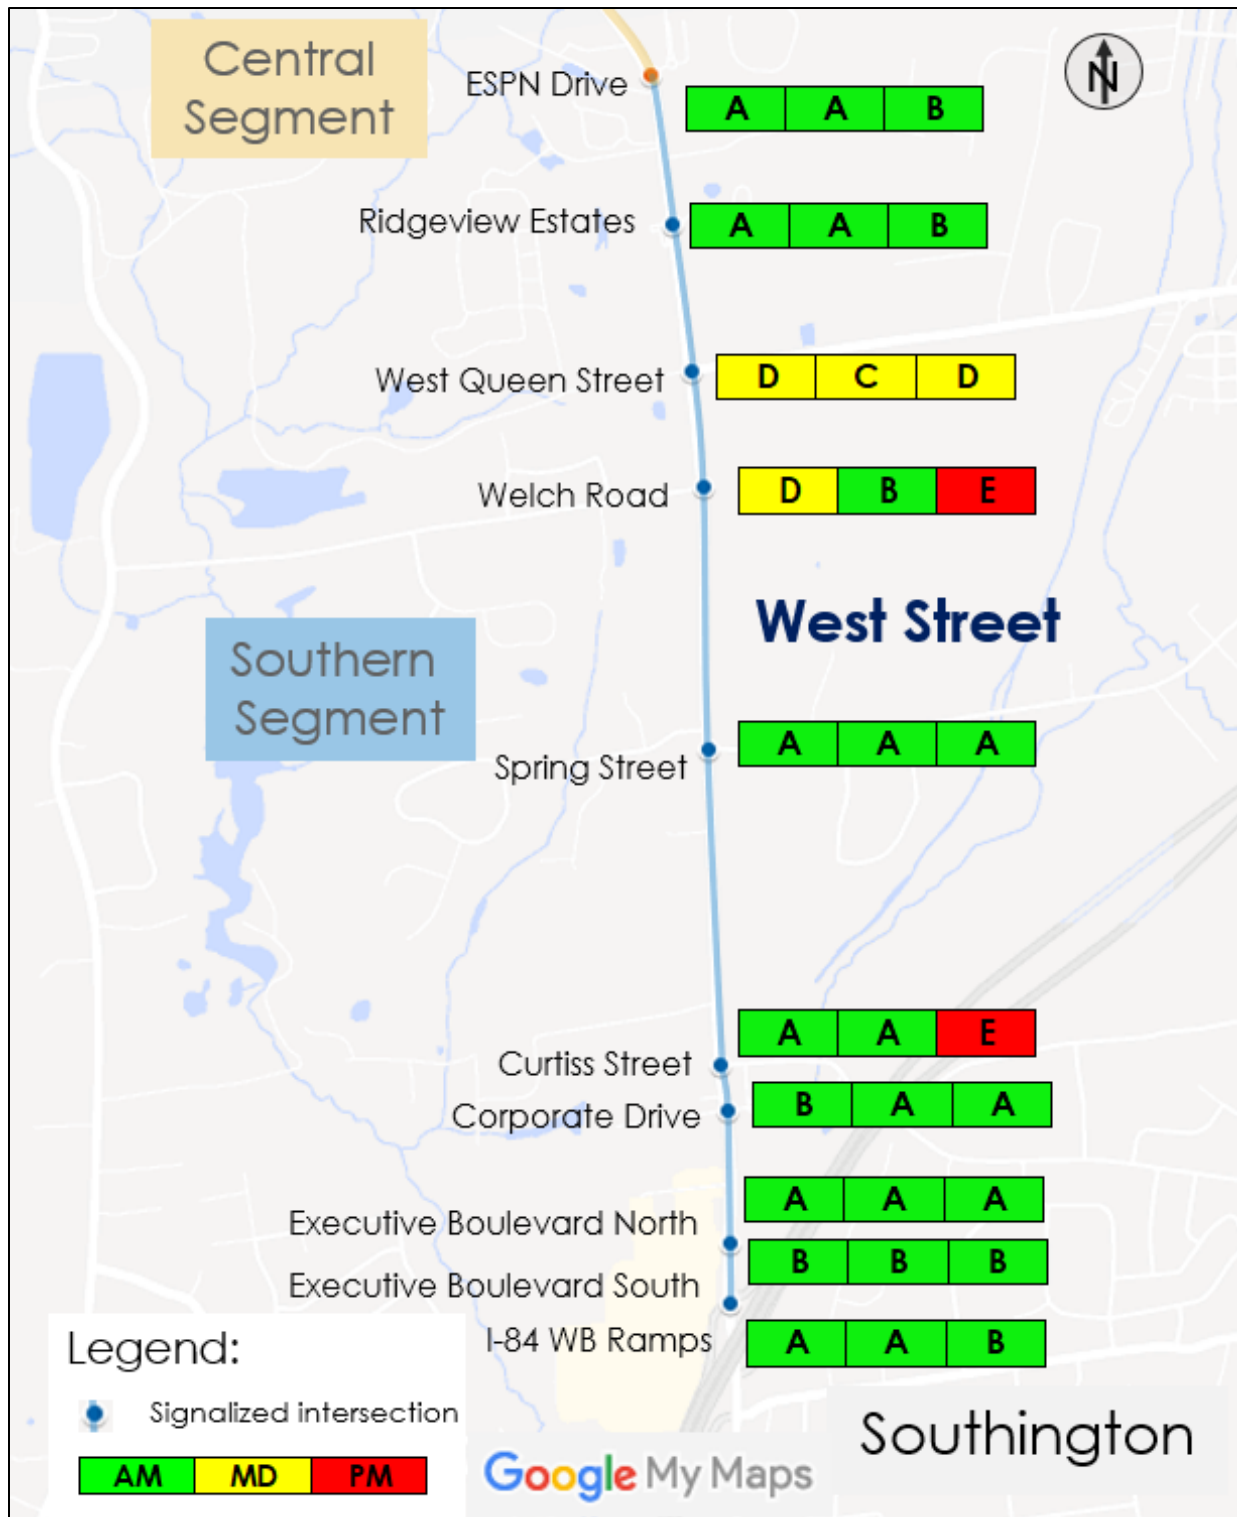 Central
Segment
ESPN Drive
A A B
N
Ridgeview Estates
A A B
West Queen Street
D C D
Welch Road
D B E
West Street
Southern
Segment
Spring Street
A A A
Curtiss Street
A A E
Corporate Drive
B A A
Executive Boulevard North
A A A
Executive Boulevard South
B B B
I-84 WB Ramps
A A B
Legend:
Signalized intersection
AM MD PM
Google My Maps
Southington